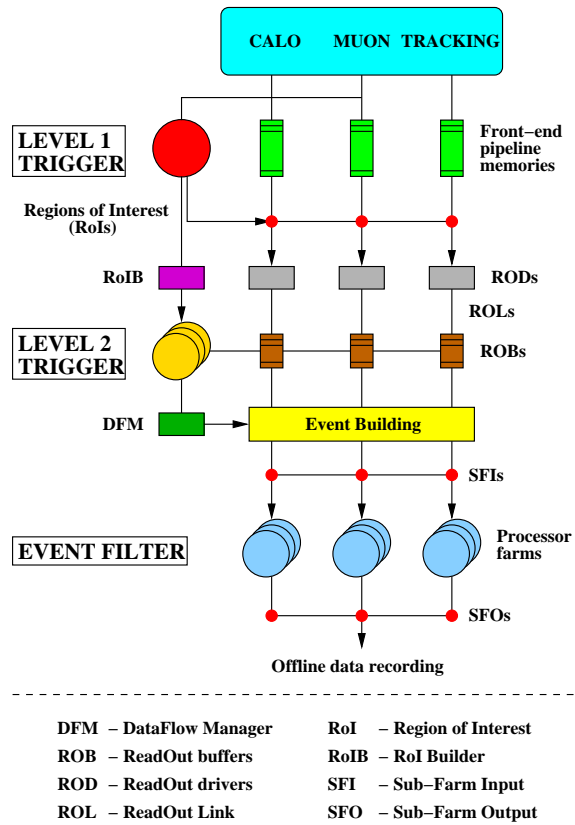 CALO MUON TRACKING
LEVEL 1
TRIGGER
Front−end
pipeline
memories
Regions of Interest
(RoIs)
RoIB
RODs
ROLs
LEVEL 2
TRIGGER
ROBs
DFM
Event Building
SFIs
EVENT FILTER
Processor
farms
SFOs
Offline data recording
DFM − DataFlow Manager
ROB − ReadOut buffers
ROD − ReadOut drivers
ROL − ReadOut Link
RoI − Region of Interest
RoIB − RoI Builder
SFI − Sub−Farm Input
SFO − Sub−Farm Output